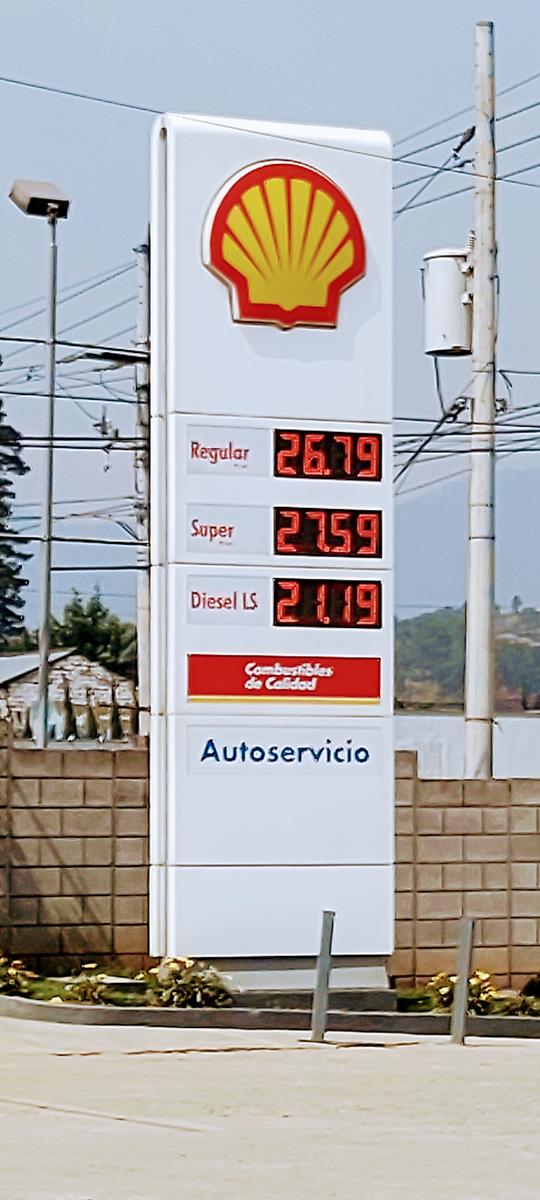 Regular 26.79
Super 27.59
Diesel LS 21.19
Combustibles
de Calidad
Autoservicio